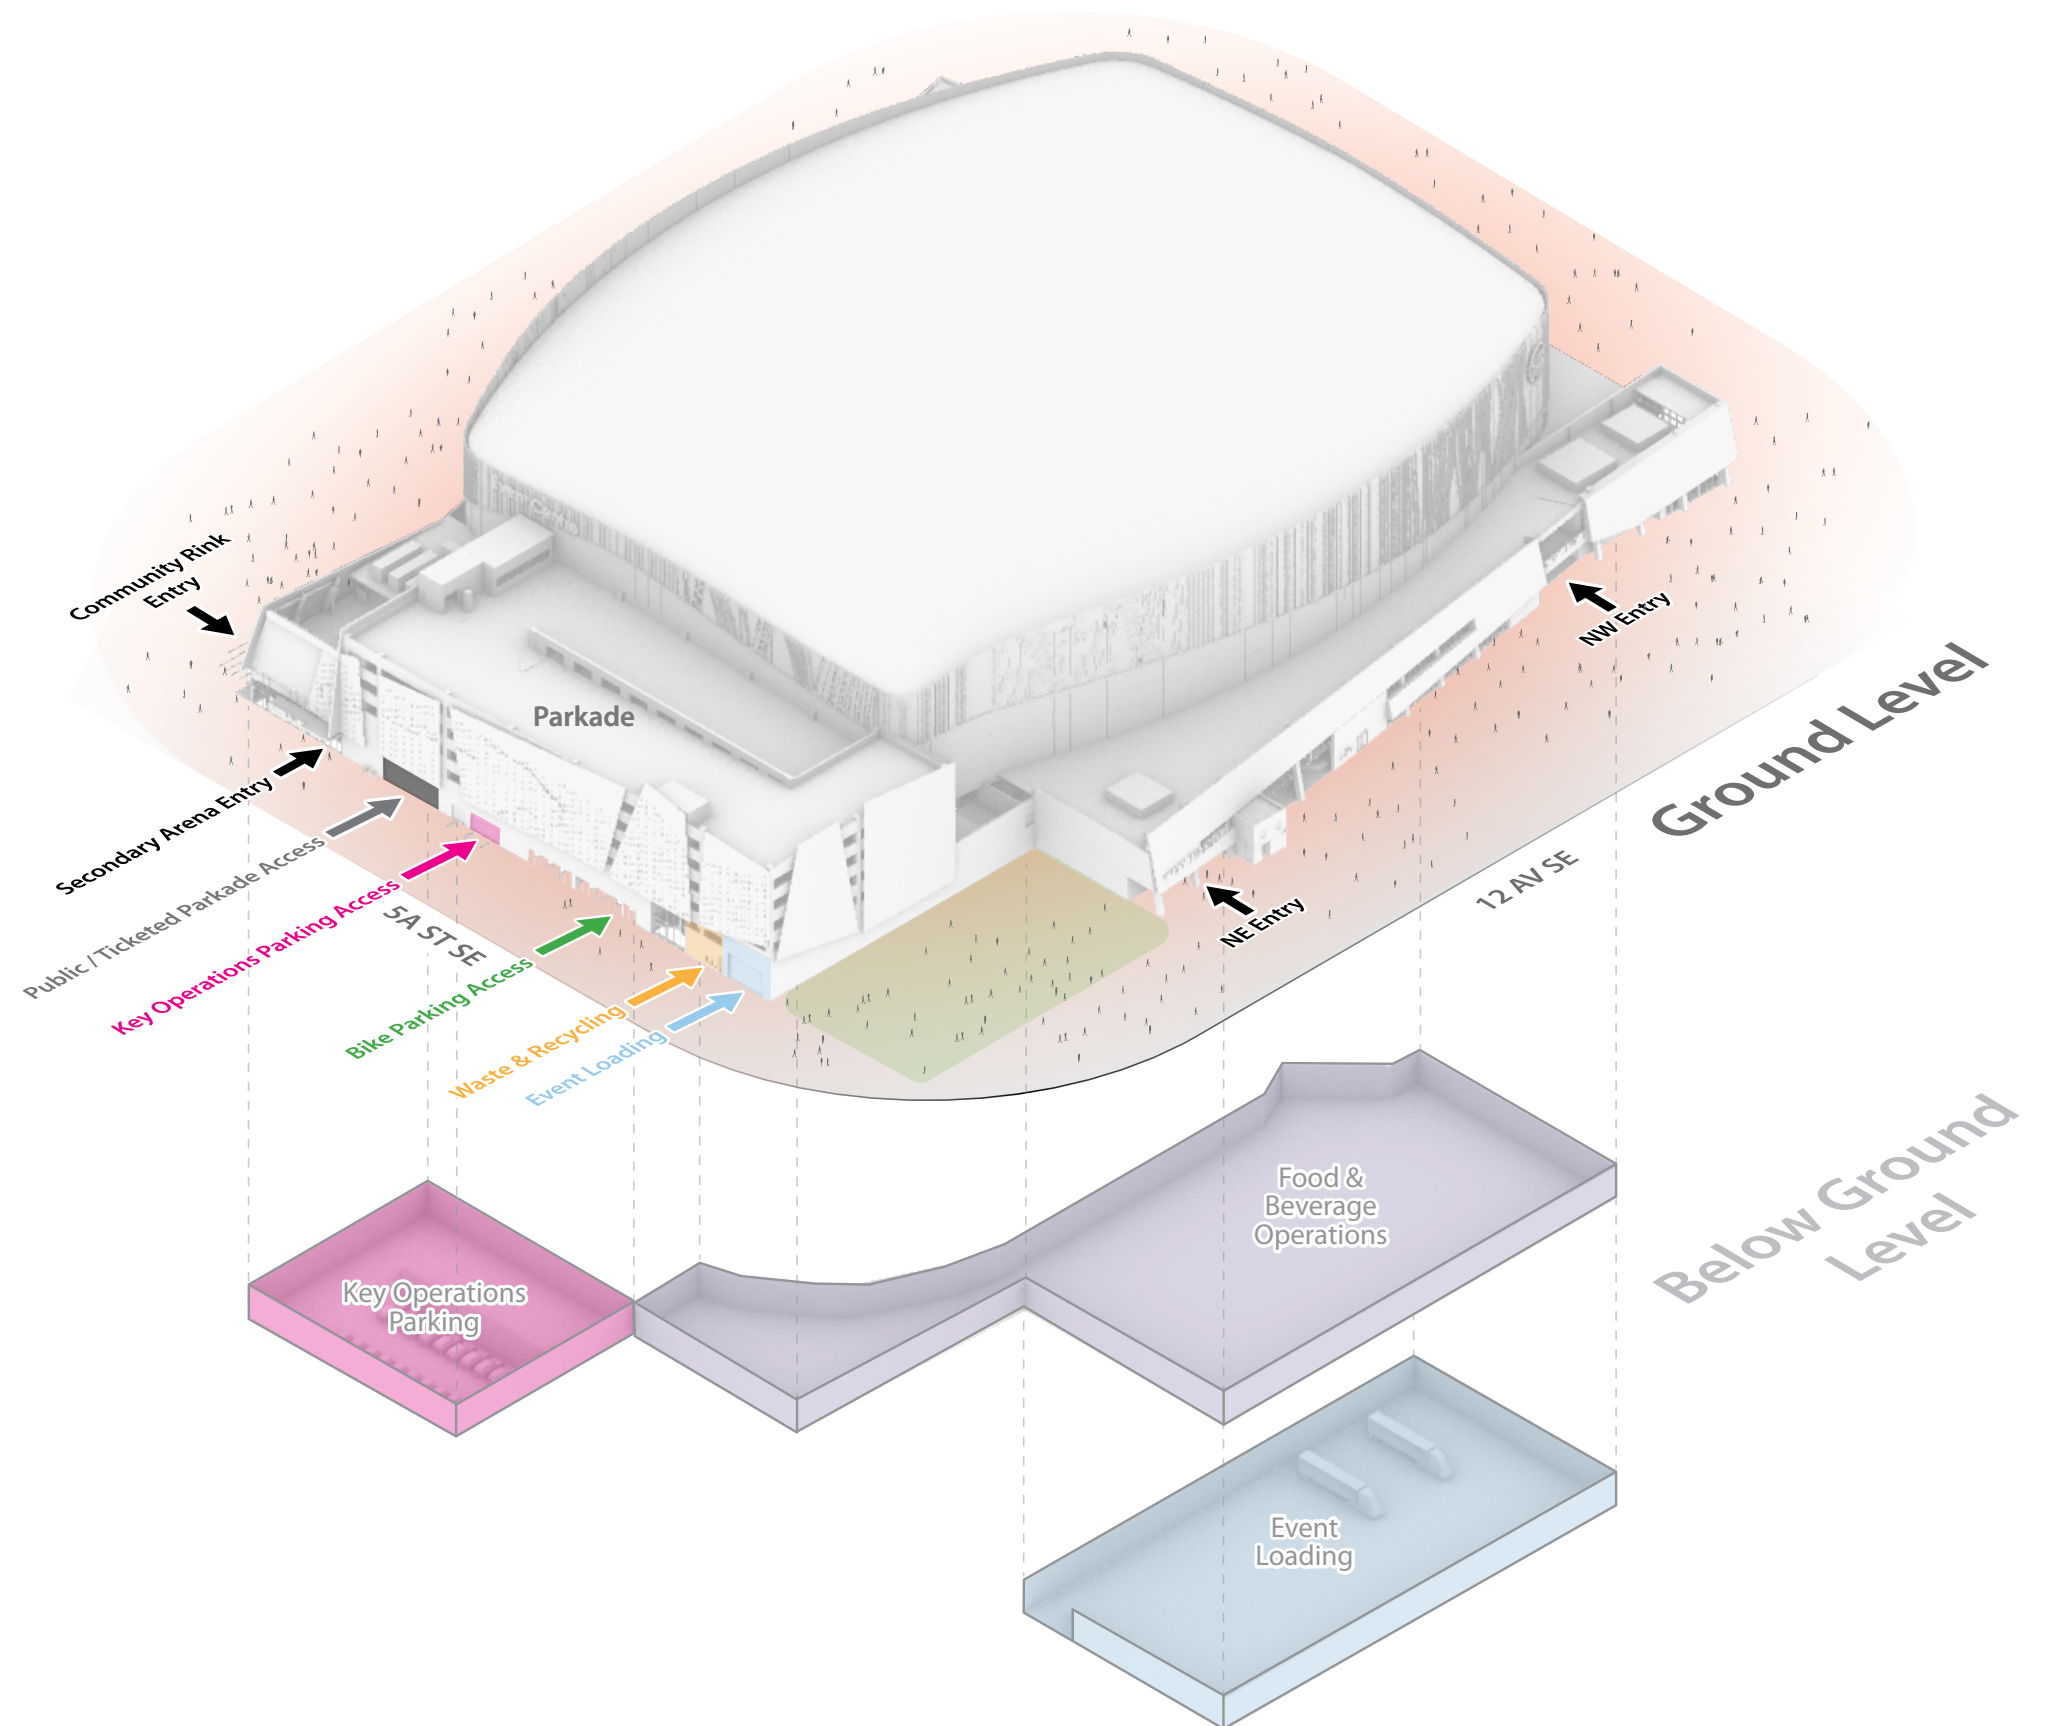 Community Rink
Entry
Parkade
NW Entry
Ground Level
Secondary Arena Entry
Public / Ticketed Parkade Access
Key Operations Parking Access
5A ST SE
12 AV SE
NE Entry
Bike Parking Access
Waste & Recycling
Event Loading
Below Ground
Level
Food &
Beverage
Operations
Key Operations
Parking
Event
Loading